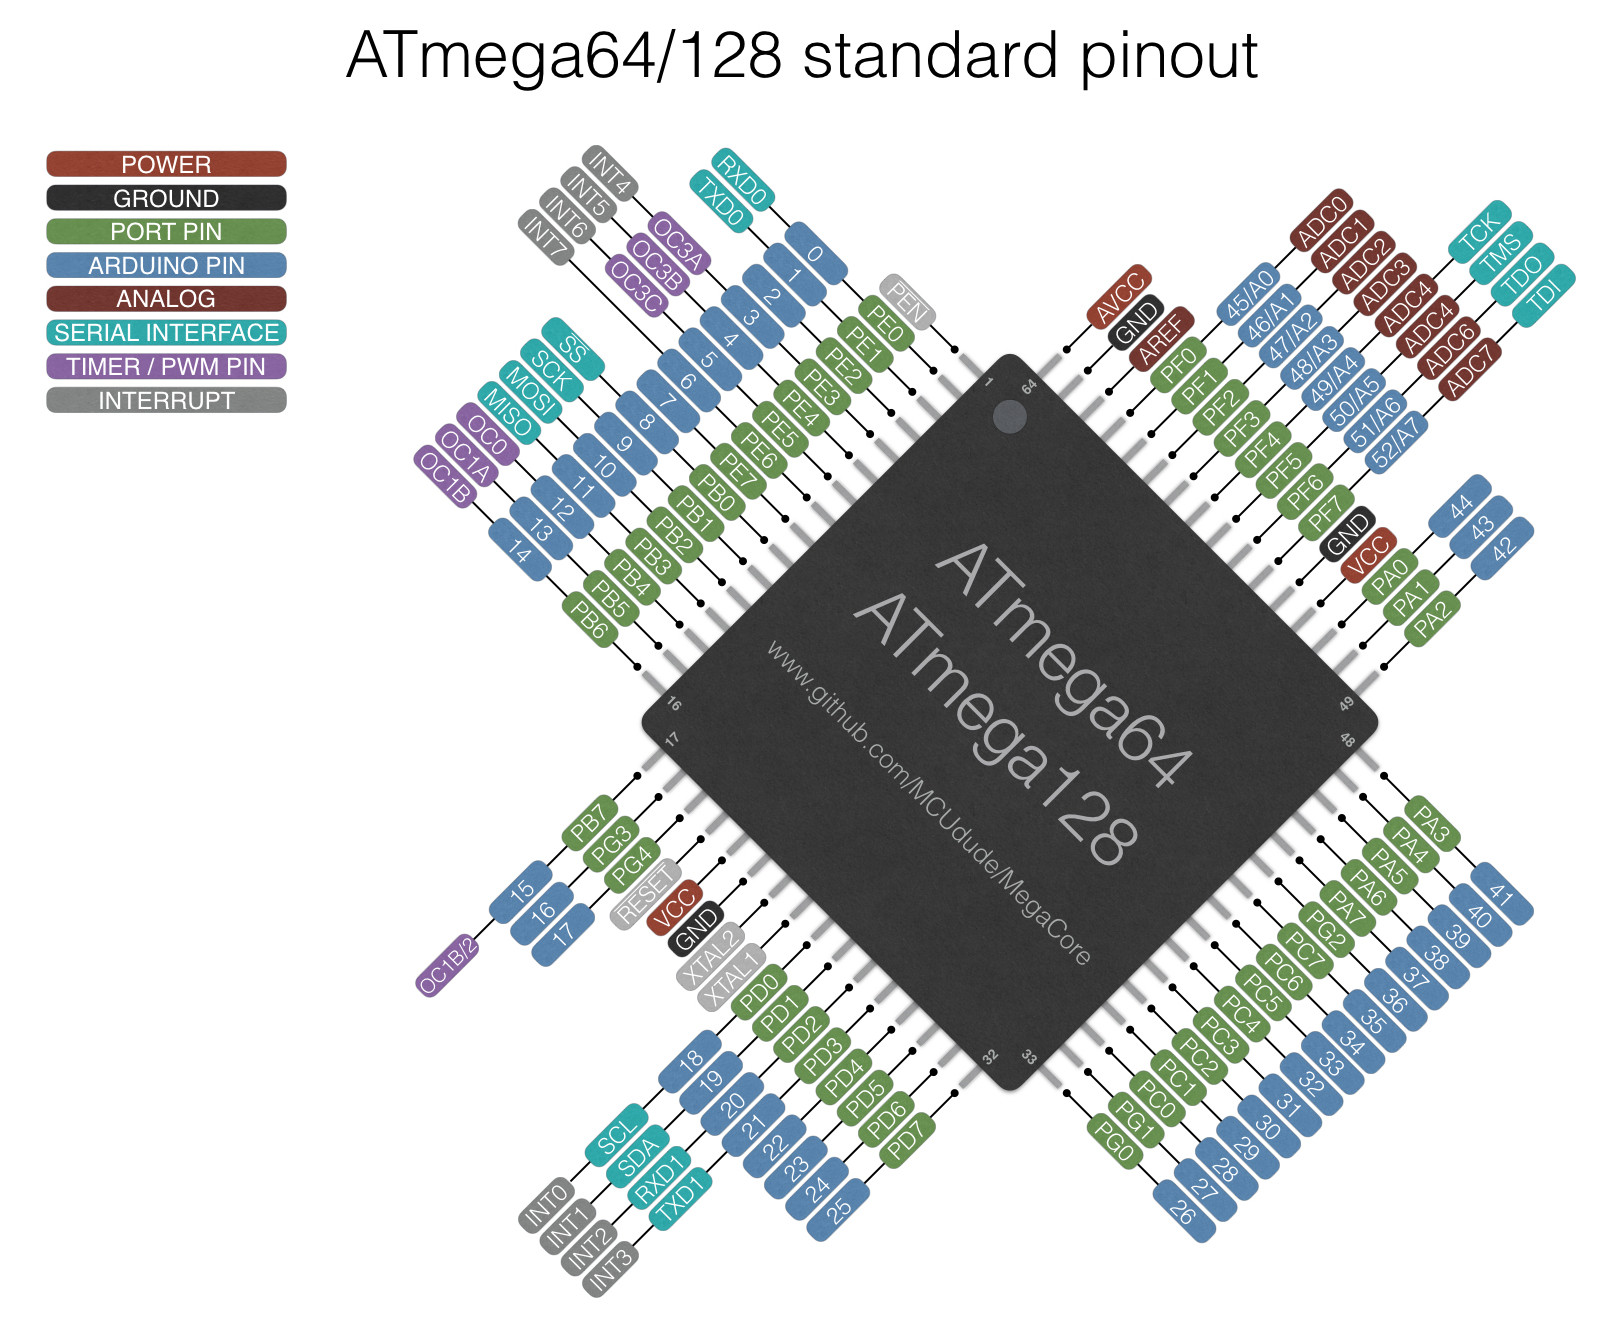 ATmega64/128 standard pinout
POWER
GROUND
PORT PIN
ARDUINO PIN
ANALOG
SERIAL INTERFACE
TIMER / PWM PIN
INTERRUPT
PEN
PE0 0 RXD0
PE1 1 TXD0
PE2 2
PE3 3 OC3A
PE4 4 OC3B INT4
PE5 5 OC3C INT5
PE6 6 INT6
PE7 7 INT7
PB0 8 SS
PB1 9 SCK
PB2 10 MOSI
PB3 11 MISO
PB4 12 OC0
PB5 13 OC1A
PB6 14 OC1B
PB7 15 OC1B/2
PG3 16
PG4 17
RESET
VCC
GND
XTAL2
XTAL1
PD0 18 SCL INT0
PD1 19 SDA INT1
PD2 20 RXD1 INT2
PD3 21 TXD1 INT3
PD4 22
PD5 23
PD6 24
PD7 25
PG0 26
PG1 27
PC0 28
PC1 29
PC2 30
PC3 31
PC4 32
PC5 33
PC6 34
PC7 35
PG2 36
PA7 37
PA6 38
PA5 39
PA4 40
PA3 41
PA2 42
PA1 43
PA0 44
VCC
GND
PF7 52/A7 ADC7 TDI
PF6 51/A6 ADC6 TDO
PF5 50/A5 ADC4 TMS
PF4 49/A4 ADC4 TCK
PF3 48/A3 ADC3
PF2 47/A2 ADC2
PF1 46/A1 ADC1
PF0 45/A0 ADC0
AREF
GND
AVCC
1
64
16
17
32
33
48
49
ATmega64
ATmega128
www.github.com/MCUdude/MegaCore